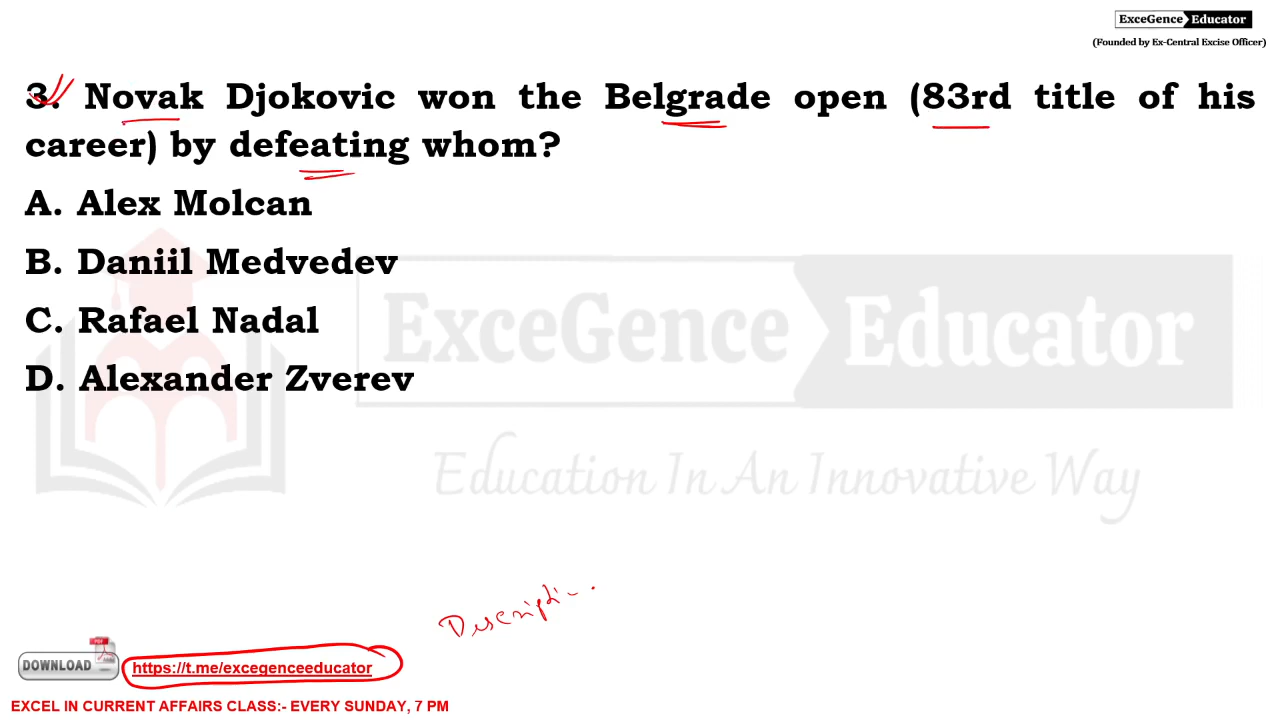 ExceGence Educator
(Founded by Ex-Central Excise Officer)
3. Novak Djokovic won the Belgrade open (83rd title of his
career) by defeating whom?
A. Alex Molcan
B. Daniil Medvedev
C. Rafael Nadal
D. Alexander Zverev
ExceGence Educator
Education In An Innovative Way
PDF
DOWNLOAD
https://t.me/excegenceeducator
EXCEL IN CURRENT AFFAIRS CLASS:- EVERY SUNDAY, 7 PM